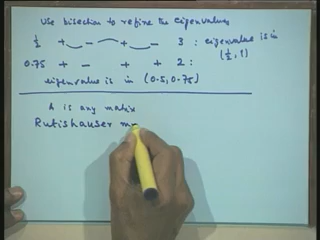 Use bisection to refine the eigenvalues
1/2 + - - + - 3 : eigenvalue is in (1/2, 1)
0.75 + - - + + 2 :
eigenvalue is in (0.5, 0.75)
A is any matrix
Rutishauser m